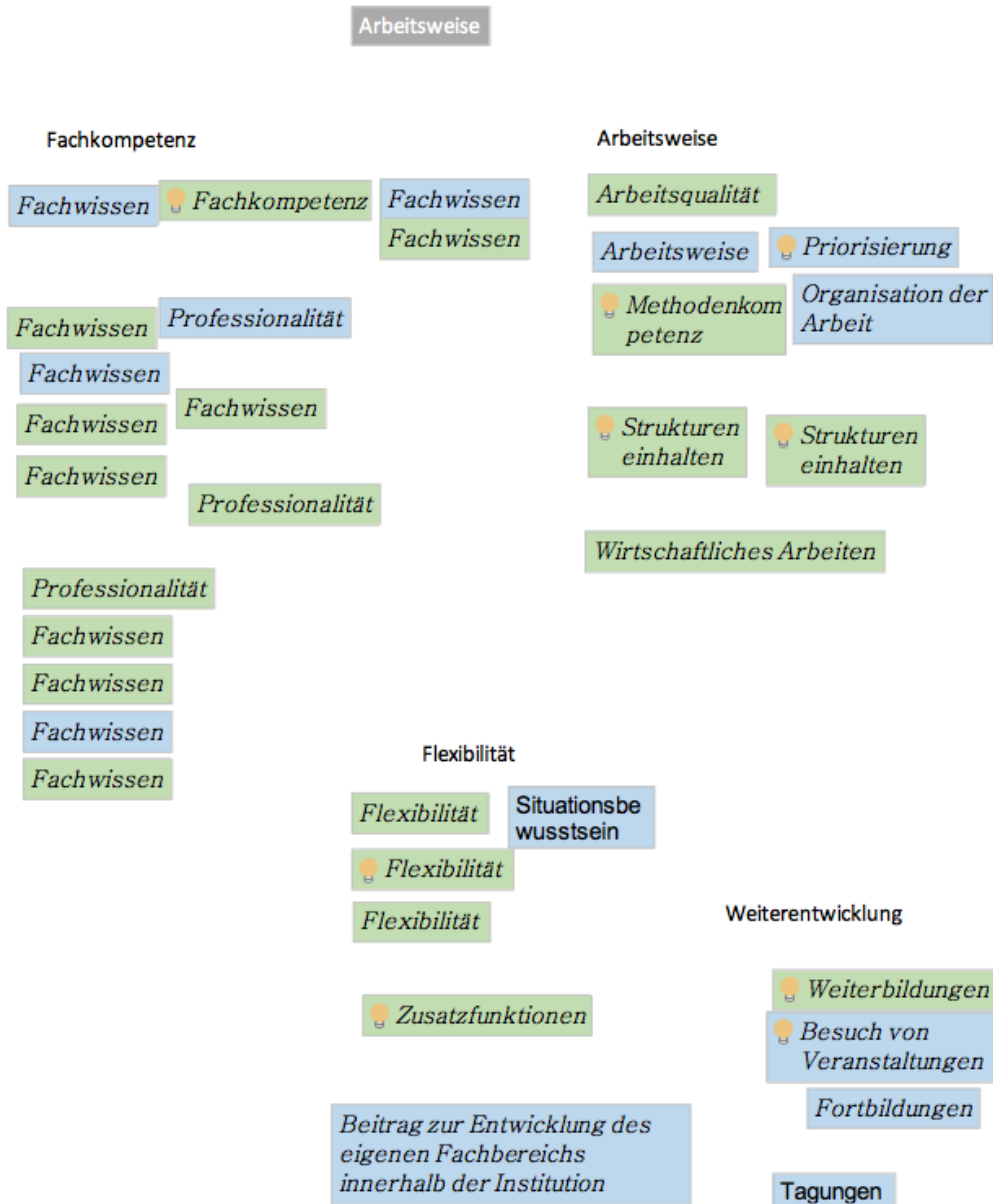 Arbeitsweise
Fachkompetenz
Fachwissen
Fachkompetenz
Fachwissen
Fachwissen
Fachwissen
Professionalität
Fachwissen
Fachwissen
Fachwissen
Fachwissen
Professionalität
Professionalität
Fachwissen
Fachwissen
Fachwissen
Fachwissen
Arbeitsweise
Arbeitsqualität
Arbeitsweise
Priorisierung
Methodenkom
petenz
Organisation der
Arbeit
Strukturen
einhalten
Strukturen
einhalten
Wirtschaftliches Arbeiten
Flexibilität
Flexibilität
Situationsbe
wusstsein
Flexibilität
Flexibilität
Zusatzfunktionen
Beitrag zur Entwicklung des
eigenen Fachbereichs
innerhalb der Institution
Weiterentwicklung
Weiterbildungen
Besuch von
Veranstaltungen
Fortbildungen
Tagungen